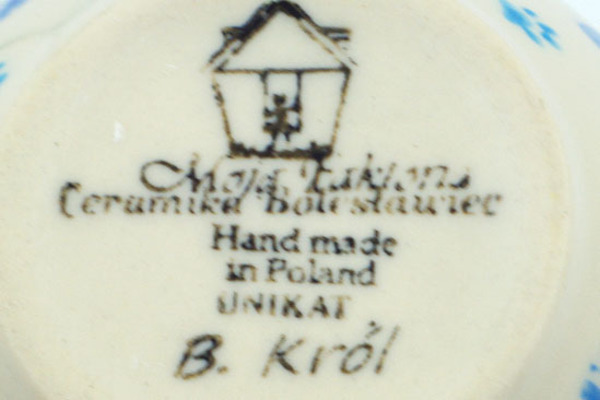 Ceramika Bolesławiec
Hand made
in Poland
UNIKAT
B. Król